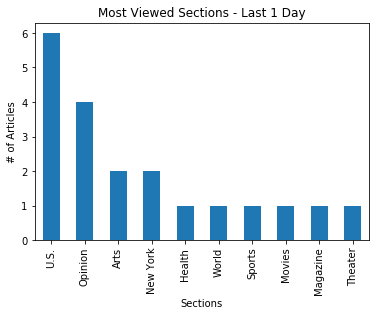 Most Viewed Sections - Last 1 Day
# of Articles
6
5
4
3
2
1
0
U.S.
Opinion
Arts
New York
Health
World
Sports
Movies
Magazine
Theater
Sections